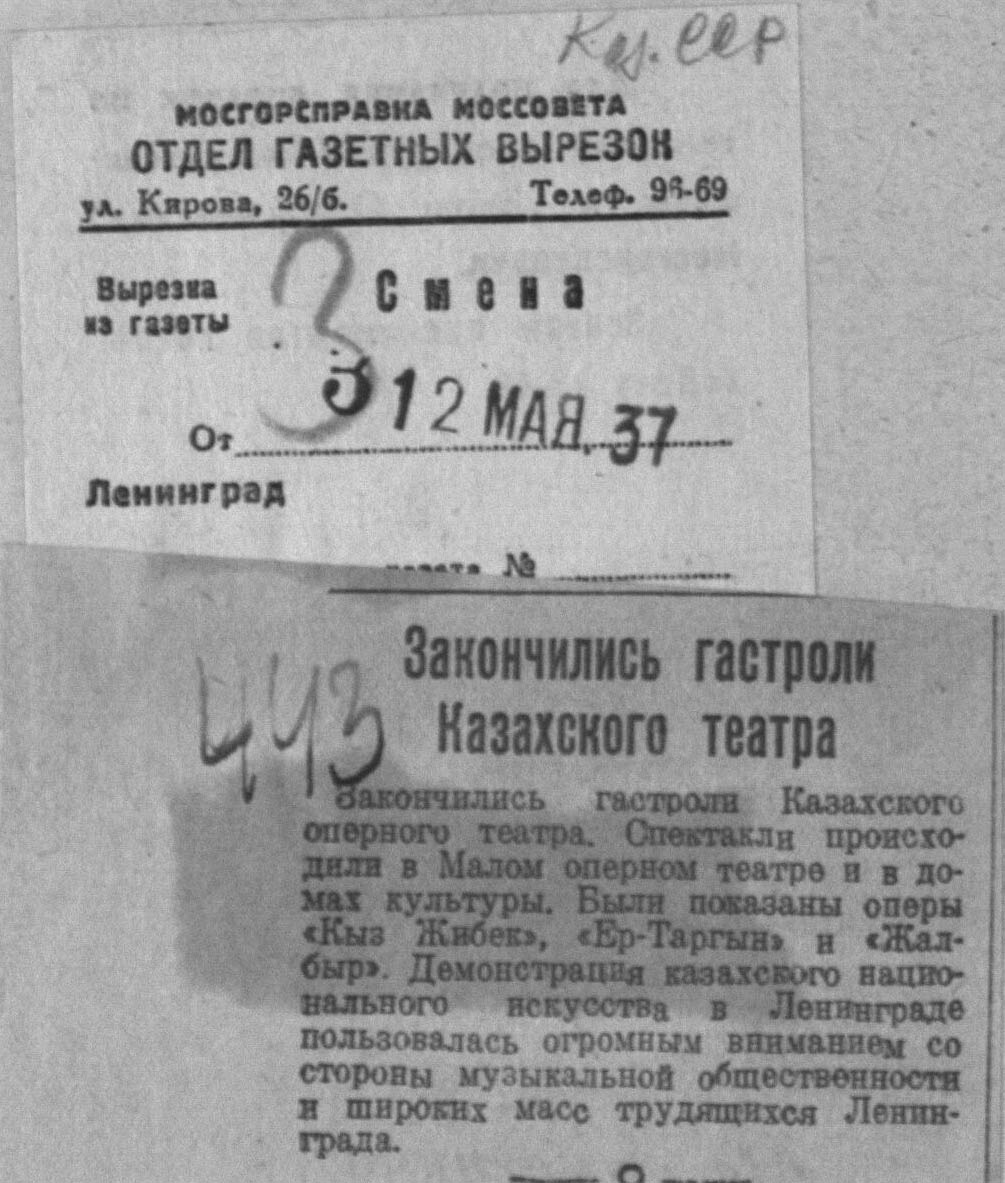 Каз. ССР
МОСГОРСПРАВКА МОССОВЕТА
ОТДЕЛ ГАЗЕТНЫХ ВЫРЕЗОК
ул. Кирова, 26/б. Телеф. 96-69
Вырезка
из газеты
Смена
3
От 12 МАЯ. 37
Ленинград
газета №
443
Закончились гастроли
Казахского театра
Закончились гастроли Казахского
оперного театра. Спектакли происхо-
дили в Малом оперном театре и в до-
мах культуры. Были показаны оперы
«Кыз Жибек», «Ер-Таргын» и «Жал-
быр». Демонстрация казахского нацио-
нального искусства в Ленинграде
пользовалась огромным вниманием со
стороны музыкальной общественности
и широких масс трудящихся Ленин-
града.